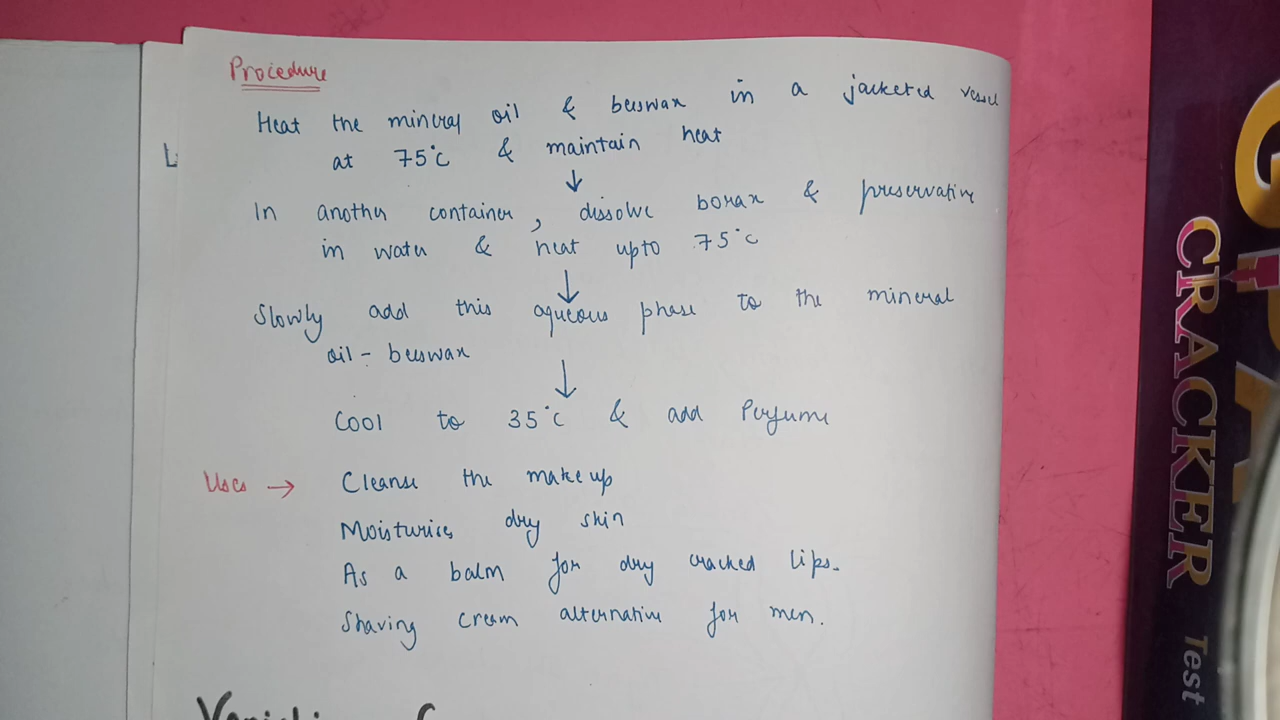 Procedure
Heat the mineral oil & beeswax in a jacketed vessel
at 75°C & maintain heat
↓
In another container, dissolve borax & preservative
in water & heat upto 75°C
↓
Slowly add this aqueous phase to the mineral
oil - beeswax
↓
Cool to 35°C & add Perfume
Uses → Cleanse the makeup
Moisturises dry skin
As a balm for dry cracked lips.
Shaving cream alternative for men.
CRACKER
Test